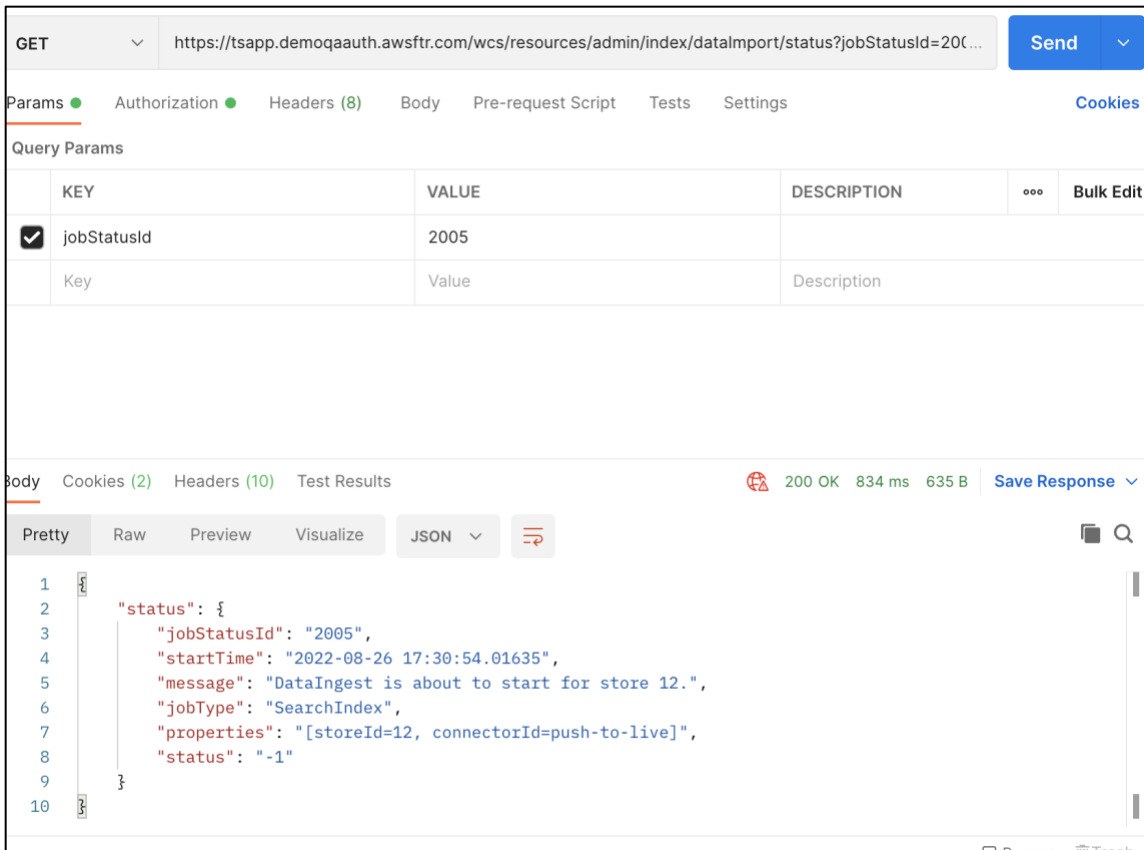 GET https://tsapp.demoqaauth.awsftr.com/wcs/resources/admin/index/dataImport/status?jobStatusId=20(... Send
Params Authorization Headers (8) Body Pre-request Script Tests Settings Cookies
Query Params
KEY VALUE DESCRIPTION ooo Bulk Edit
jobStatusId 2005
Key Value Description
Body Cookies (2) Headers (10) Test Results 200 OK 834 ms 635 B Save Response
Pretty Raw Preview Visualize JSON
1 {
2 "status": {
3 "jobStatusId": "2005",
4 "startTime": "2022-08-26 17:30:54.01635",
5 "message": "DataIngest is about to start for store 12.",
6 "jobType": "SearchIndex",
7 "properties": "[storeId=12, connectorId=push-to-live]",
8 "status": "-1"
9 }
10 }